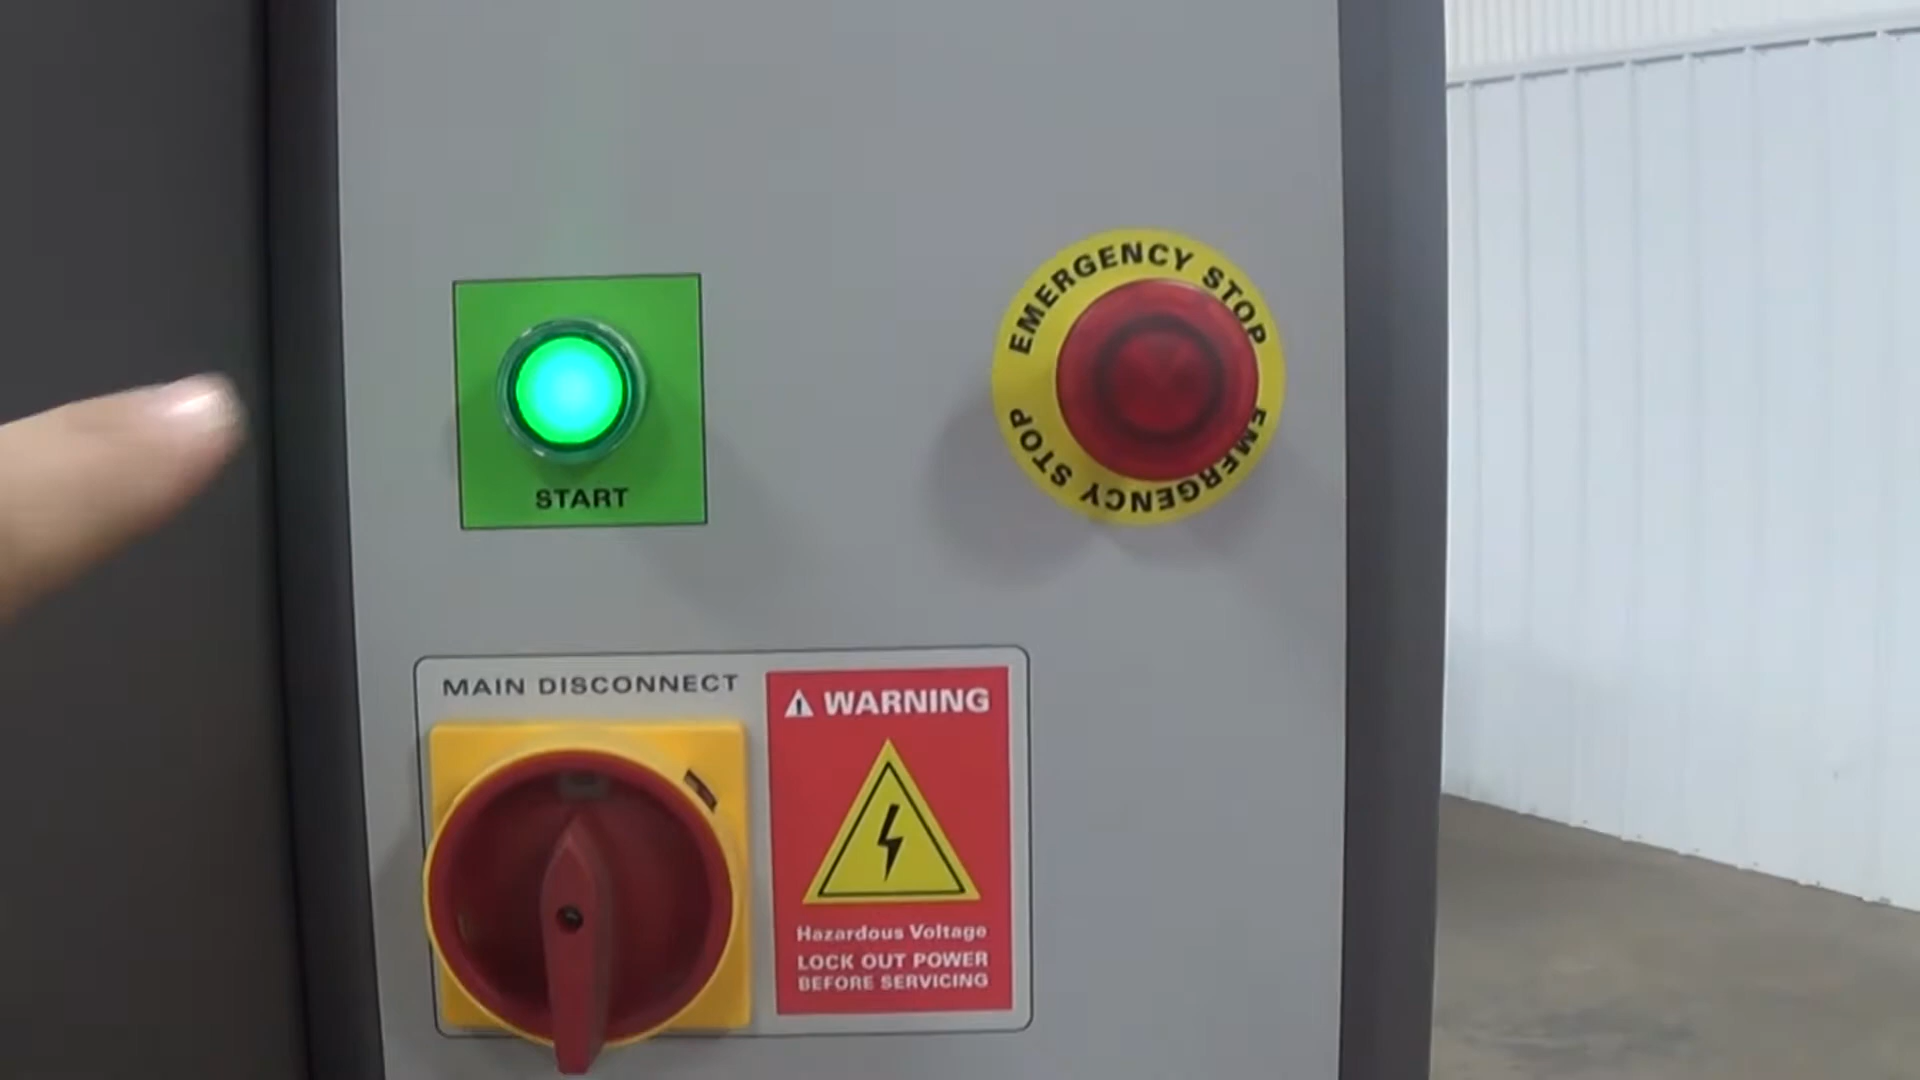 EMERGENCY STOP
EMERGENCY STOP
START
MAIN DISCONNECT
WARNING
Hazardous Voltage
LOCK OUT POWER
BEFORE SERVICING